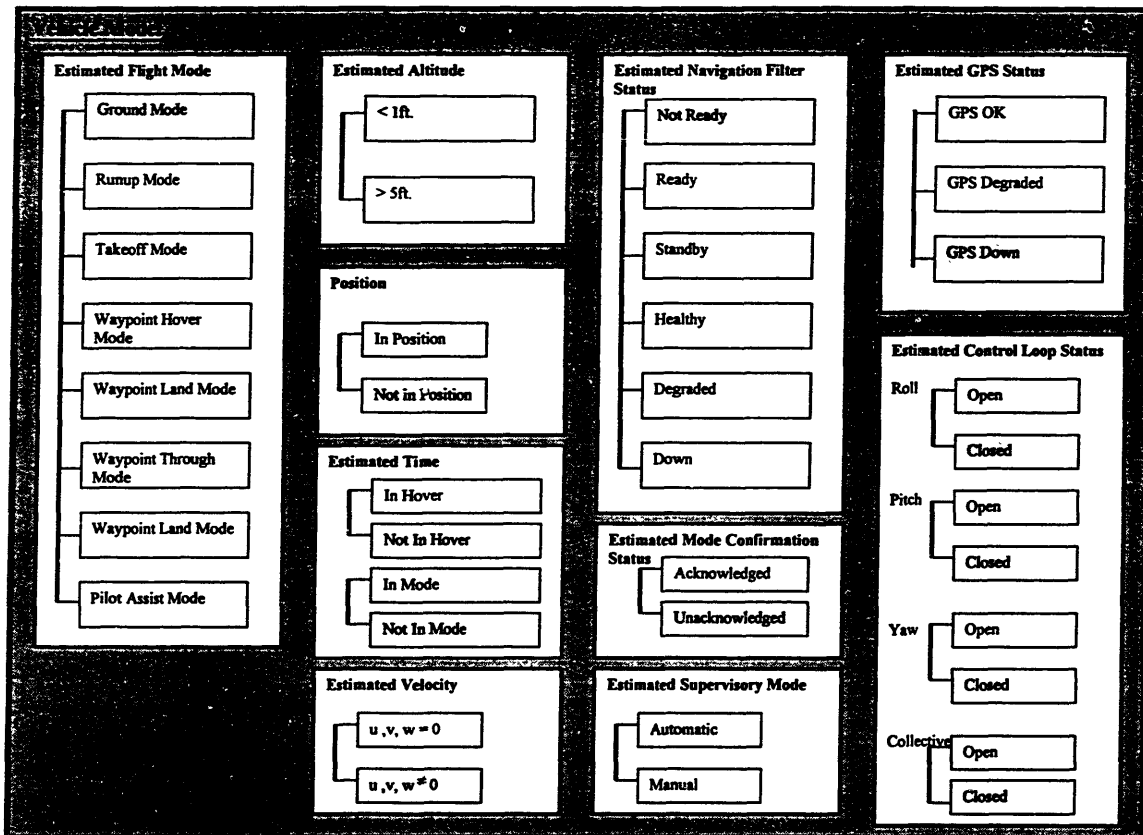 Vehicle Model
Estimated Flight Mode
Ground Mode
Runup Mode
Takeoff Mode
Waypoint Hover
Mode
Waypoint Land Mode
Waypoint Through
Mode
Waypoint Land Mode
Pilot Assist Mode
Estimated Altitude
< 1ft.
> 5ft.
Position
In Position
Not in Position
Estimated Time
In Hover
Not In Hover
In Mode
Not In Mode
Estimated Velocity
u ,v, w = 0
u ,v, w ≠ 0
Estimated Navigation Filter
Status
Not Ready
Ready
Standby
Healthy
Degraded
Down
Estimated Mode Confirmation
Status
Acknowledged
Unacknowledged
Estimated Supervisory Mode
Automatic
Manual
Estimated GPS Status
GPS OK
GPS Degraded
GPS Down
Estimated Control Loop Status
Roll
Open
Closed
Pitch
Open
Closed
Yaw
Open
Closed
Collective
Open
Closed